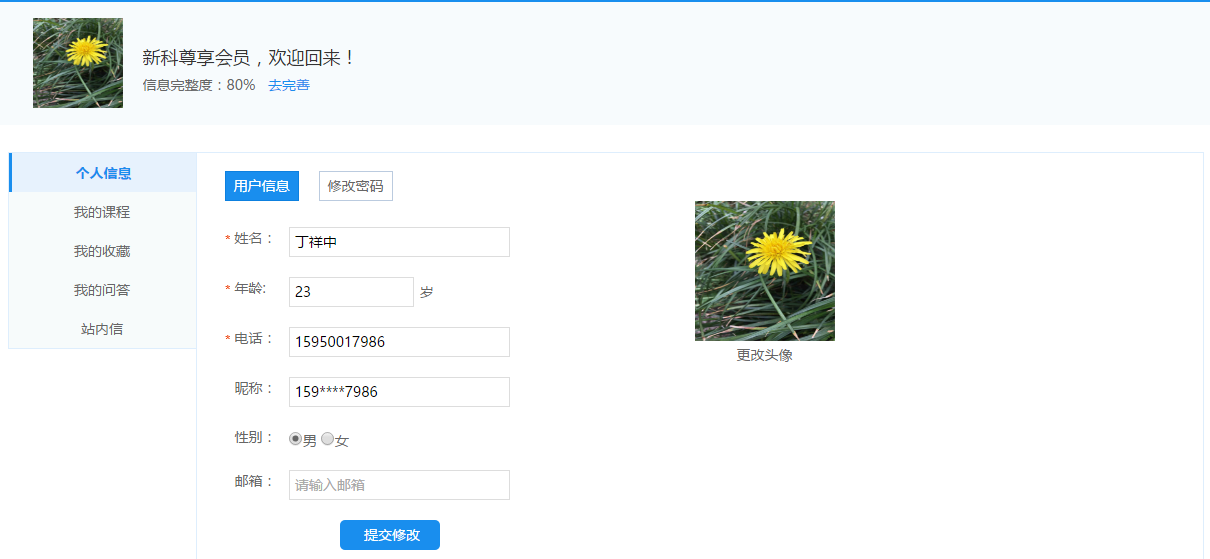 新科尊享会员，欢迎回来！
信息完整度：80% 去完善
个人信息
我的课程
我的收藏
我的问答
站内信
用户信息 修改密码
* 姓名： 丁祥中
* 年龄: 23 岁
* 电话： 15950017986
昵称： 159****7986
性别： 男 女
邮箱： 请输入邮箱
提交修改
更改头像